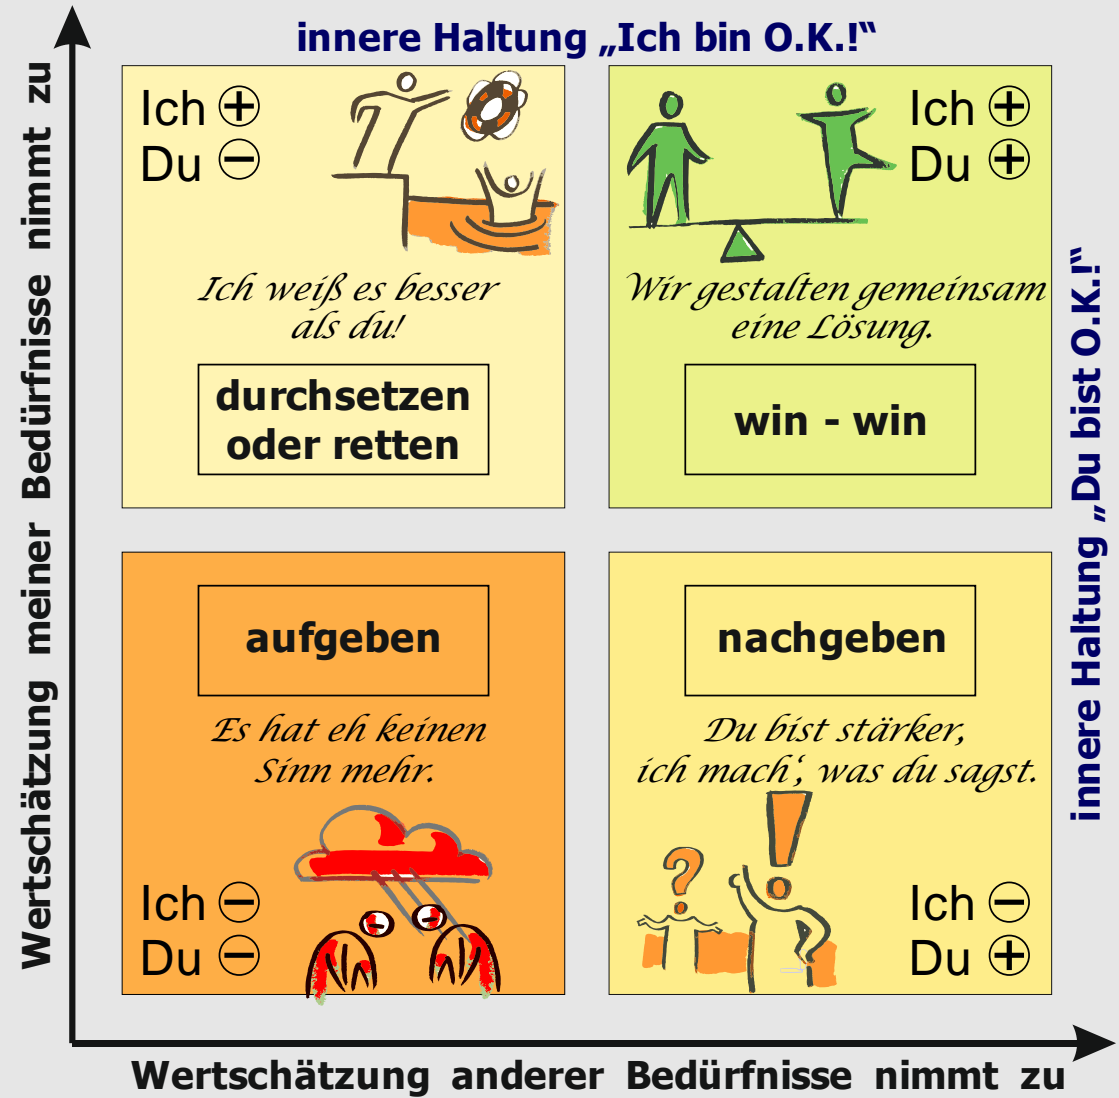 innere Haltung „Ich bin O.K.!“
Wertschätzung meiner Bedürfnisse nimmt zu
Ich +
Du −
Ich weiß es besser
als du!
durchsetzen
oder retten
Ich +
Du +
Wir gestalten gemeinsam
eine Lösung.
win - win
innere Haltung „Du bist O.K.!“
aufgeben
Es hat eh keinen
Sinn mehr.
Ich −
Du −
nachgeben
Du bist stärker,
ich mach‘, was du sagst.
?
!
Ich −
Du +
Wertschätzung anderer Bedürfnisse nimmt zu